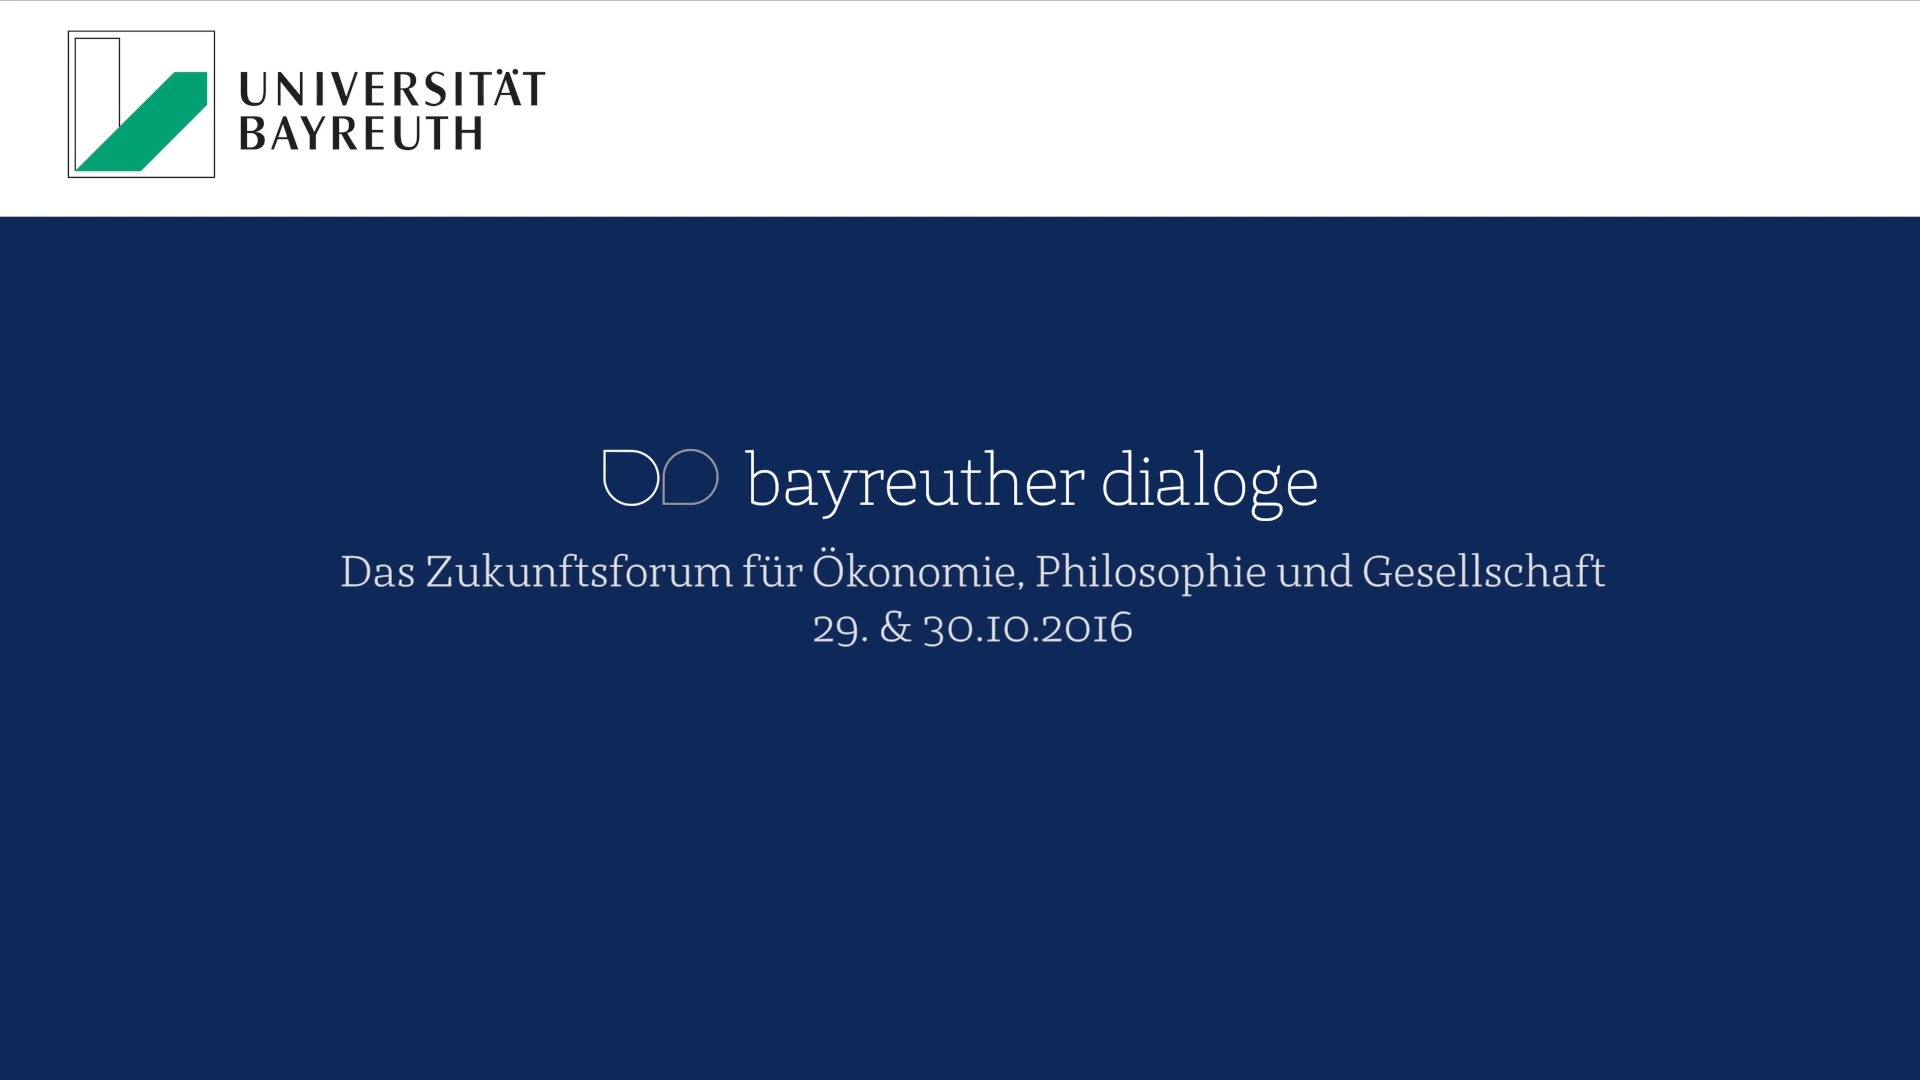 UNIVERSITÄT
BAYREUTH
bayreuther dialoge
Das Zukunftsforum für Ökonomie, Philosophie und Gesellschaft
29. & 30.10.2016